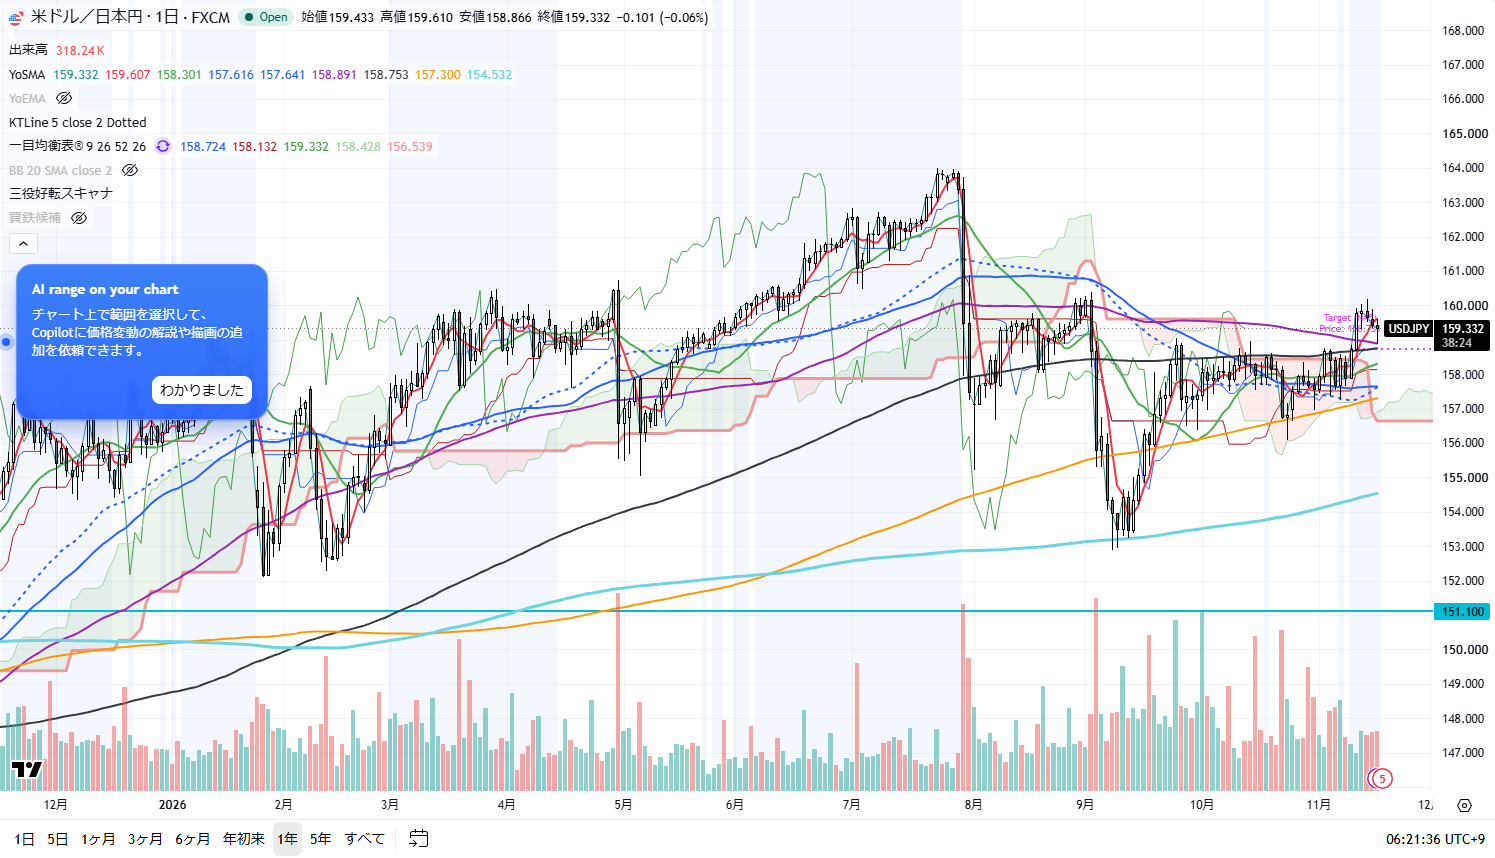 米ドル／日本円 · 1日 · FXCM Open 始値159.433 高値159.610 安値158.866 終値159.332 −0.101 (−0.06%)
出来高 318.24 K
YoSMA 159.332 159.607 158.301 157.616 157.641 158.891 158.753 157.300 154.532
YoEMA
KTLine 5 close 2 Dotted
一目均衡表® 9 26 52 26 158.724 158.132 159.332 158.428 156.539
BB 20 SMA close 2
三役好転スキャナ
買鉄候補
AI range on your chart
チャート上で範囲を選択して、
Copilotに価格変動の解説や描画の追
加を依頼できます。
わかりました
168.000
167.000
166.000
165.000
164.000
163.000
162.000
161.000
160.000
Target
Price:
USDJPY 159.332
38:24
158.000
157.000
156.000
155.000
154.000
153.000
152.000
151.100
150.000
149.000
148.000
147.000
5
12月 2026 2月 3月 4月 5月 6月 7月 8月 9月 10月 11月
1日 5日 1ヶ月 3ヶ月 6ヶ月 年初来 1年 5年 すべて 06:21:36 UTC+9